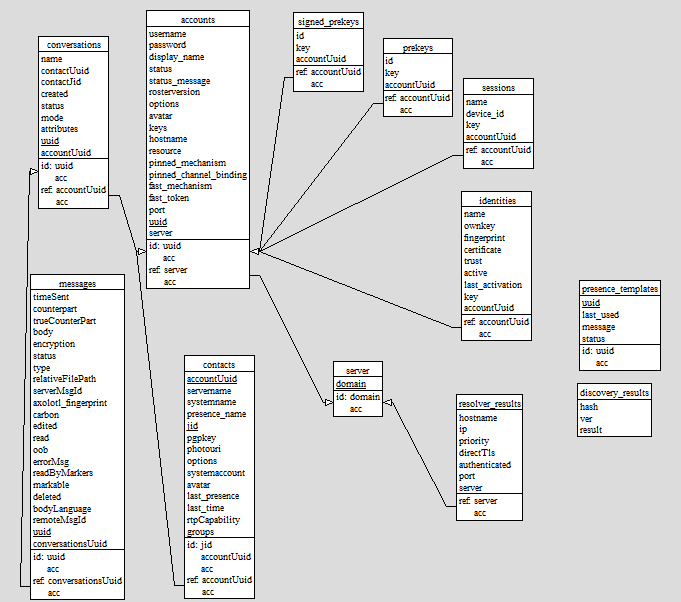 conversations
name
contactUuid
contactJid
created
status
mode
attributes
uuid
accountUuid
id: uuid
acc
ref: accountUuid
acc
accounts
username
password
display_name
status
status_message
rosterversion
options
avatar
keys
hostname
resource
pinned_mechanism
pinned_channel_binding
fast_mechanism
fast_token
port
uuid
server
id: uuid
acc
ref: server
acc
signed_prekeys
id
key
accountUuid
ref: accountUuid
acc
prekeys
id
key
accountUuid
ref: accountUuid
acc
sessions
name
device_id
key
accountUuid
ref: accountUuid
acc
identities
name
ownkey
fingerprint
certificate
trust
active
last_activation
key
accountUuid
ref: accountUuid
acc
messages
timeSent
counterpart
trueCounterPart
body
encryption
status
type
relativeFilePath
serverMsgId
axolotl_fingerprint
carbon
edited
read
oob
errorMsg
readByMarkers
markable
deleted
bodyLanguage
remoteMsgId
uuid
conversationsUuid
id: uuid
acc
ref: conversationsUuid
acc
contacts
accountUuid
servername
systemname
presence_name
jid
pgpkey
photouri
options
systemaccount
avatar
last_presence
last_time
rtpCapability
groups
id: jid
accountUuid
acc
ref: accountUuid
acc
server
domain
id: domain
acc
resolver_results
hostname
ip
priority
directTls
authenticated
port
server
ref: server
acc
presence_templates
uuid
last_used
message
status
id: uuid
acc
discovery_results
hash
ver
result